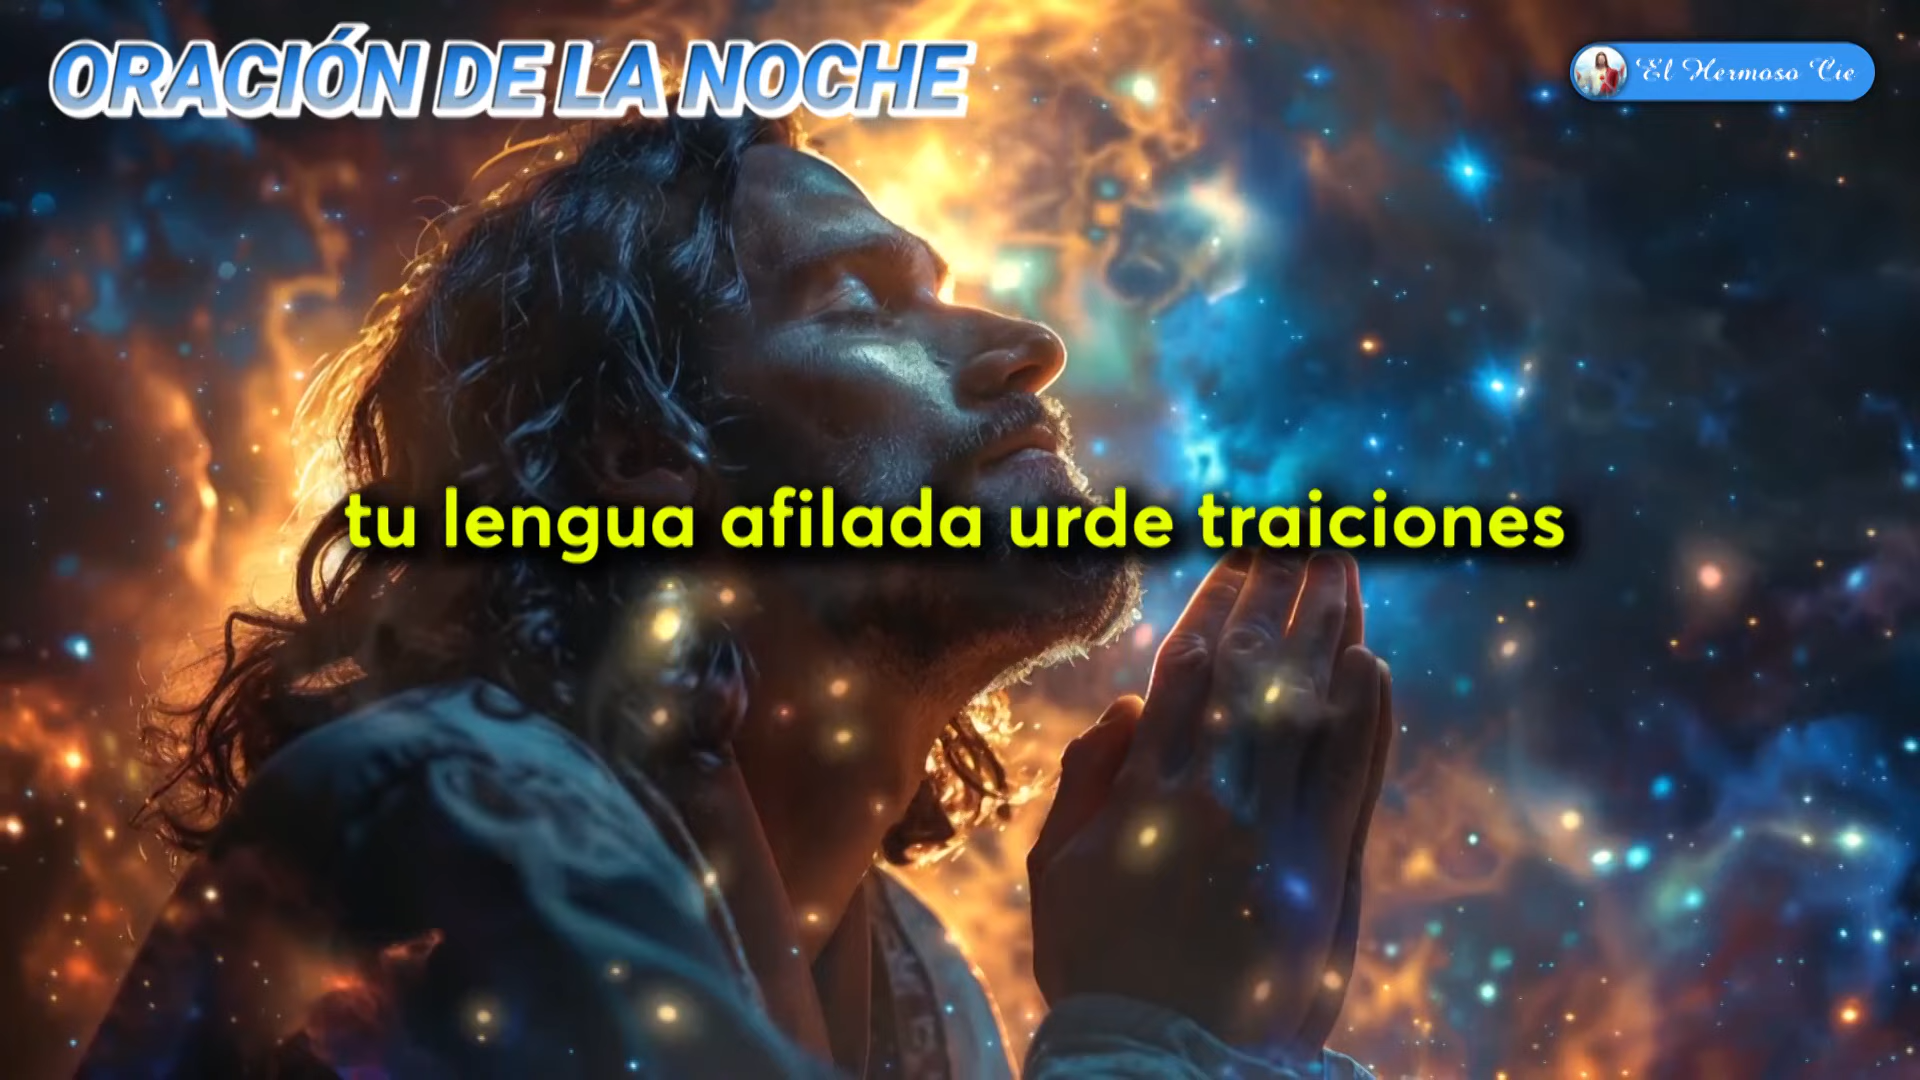 ORACIÓN DE LA NOCHE
El Hermoso Cie
tu lengua afilada urde traiciones